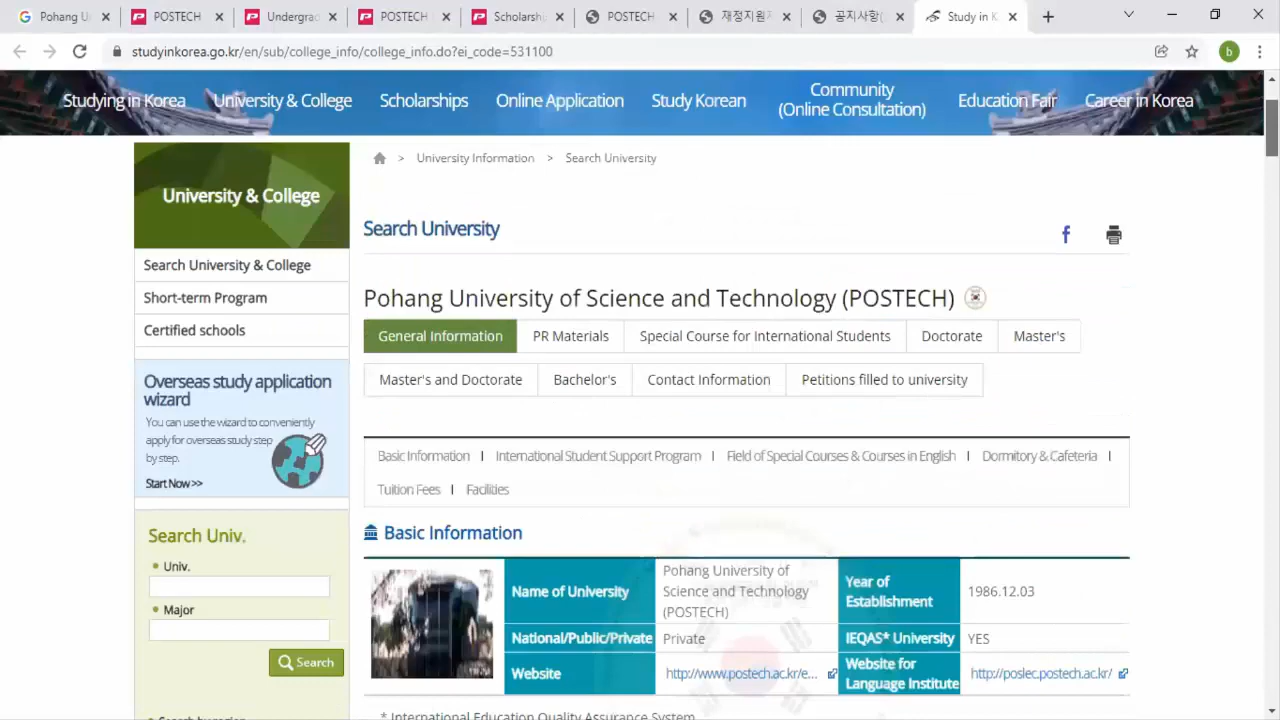 Pohang U
POSTECH
Undergrad
POSTECH
Scholarsh
POSTECH
재정지원지
공지사항(
Study in K
studyinkorea.go.kr/en/sub/college_info/college_info.do?ei_code=531100
b
Studying in Korea University & College Scholarships Online Application Study Korean Community (Online Consultation) Education Fair Career in Korea
University & College
> University Information > Search University
Search University
Search University & College
Short-term Program
Certified schools
Pohang University of Science and Technology (POSTECH)
General Information PR Materials Special Course for International Students Doctorate Master's
Master's and Doctorate Bachelor's Contact Information Petitions filled to university
Overseas study application
wizard
You can use the wizard to conveniently
apply for overseas study step
by step.
Start Now >>
Basic Information | International Student Support Program | Field of Special Courses & Courses in English | Dormitory & Cafeteria |
Tuition Fees | Facilities
Search Univ.
Univ.
Major
Search
Basic Information
Name of University
Pohang University of
Science and Technology
(POSTECH)
Year of
Establishment
1986.12.03
National/Public/Private Private IEQAS* University YES
Website http://www.postech.ac.kr/e...
Website for
Language Institute
http://poslec.postech.ac.kr/
* International Education Quality Assurance System
Search by region